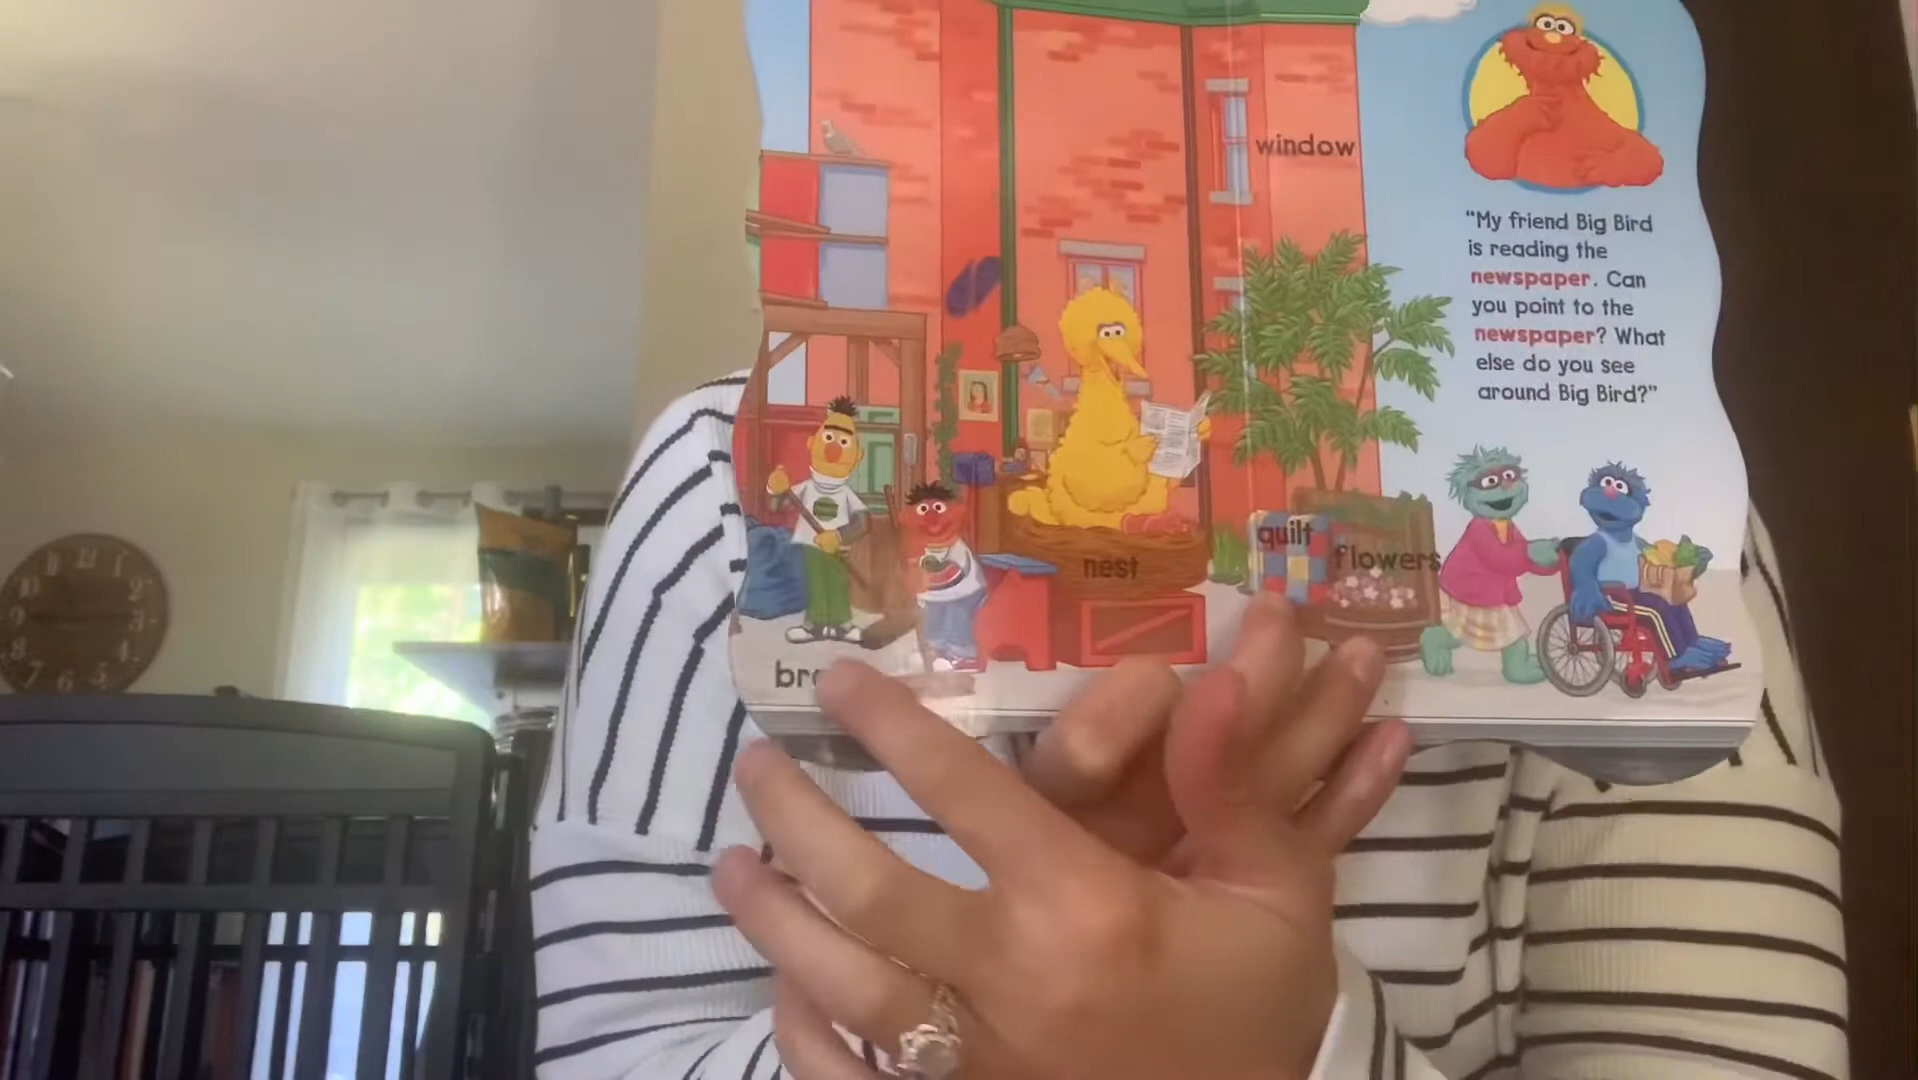 window
"My friend Big Bird
is reading the
newspaper. Can
you point to the
newspaper? What
else do you see
around Big Bird?"
quilt
flowers
nest